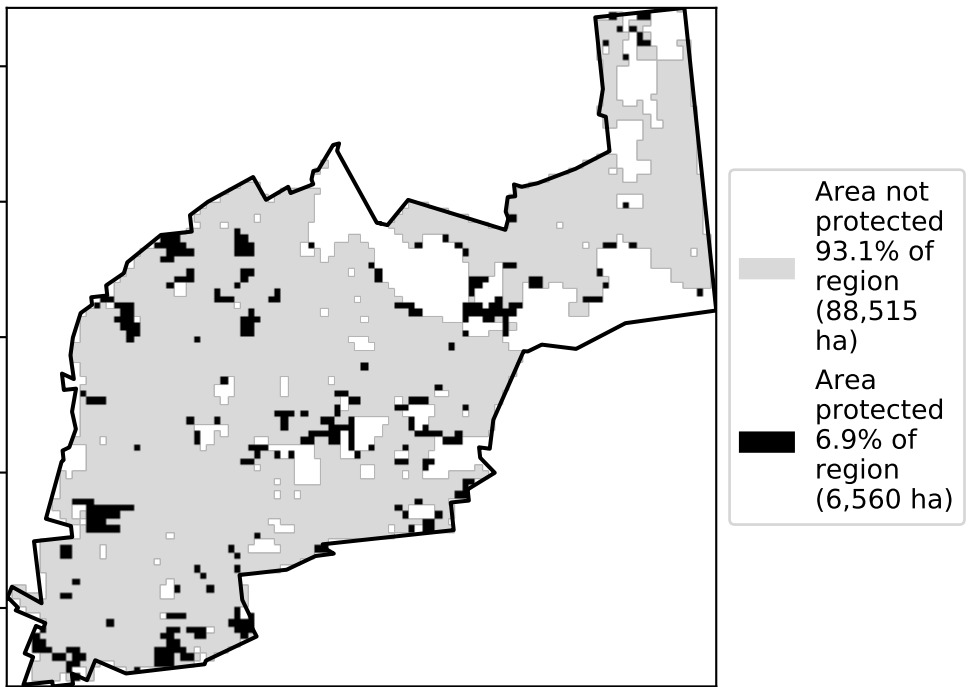 Area not
protected
93.1% of
region
(88,515
ha)
Area
protected
6.9% of
region
(6,560 ha)